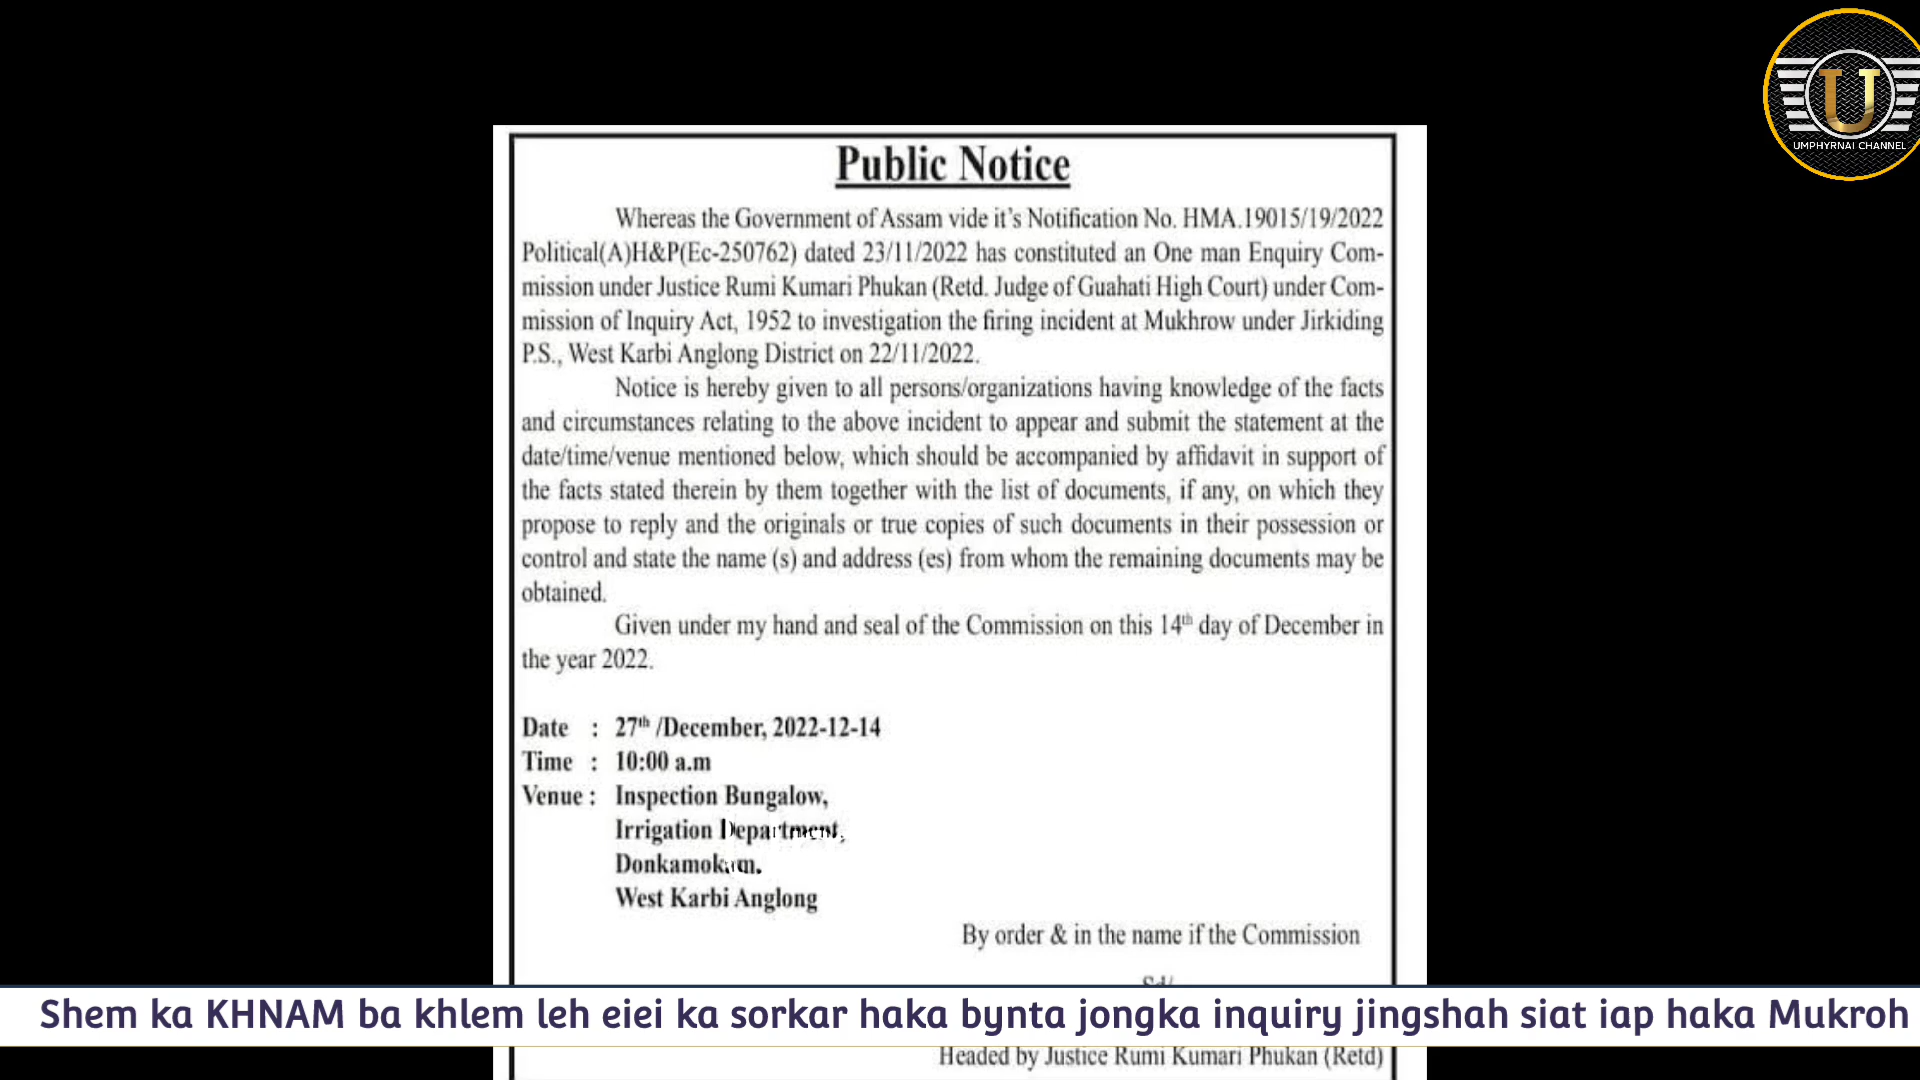 U
UMPHYRNAI CHANNEL
Public Notice
Whereas the Government of Assam vide it's Notification No. HMA.19015/19/2022
Political(A)H&P(Ec-250762) dated 23/11/2022 has constituted an One man Enquiry Com-
mission under Justice Rumi Kumari Phukan (Retd. Judge of Guahati High Court) under Com-
mission of Inquiry Act, 1952 to investigation the firing incident at Mukhrow under Jirkiding
P.S., West Karbi Anglong District on 22/11/2022.
Notice is hereby given to all persons/organizations having knowledge of the facts
and circumstances relating to the above incident to appear and submit the statement at the
date/time/venue mentioned below, which should be accompanied by affidavit in support of
the facts stated therein by them together with the list of documents, if any, on which they
propose to reply and the originals or true copies of such documents in their possession or
control and state the name (s) and address (es) from whom the remaining documents may be
obtained.
Given under my hand and seal of the Commission on this 14th day of December in
the year 2022.
Date : 27th /December, 2022-12-14
Time : 10:00 a.m
Venue : Inspection Bungalow,
Irrigation Department,
Donkamokam.
West Karbi Anglong
By order & in the name if the Commission
Shem ka KHNAM ba khlem leh eiei ka sorkar haka bynta jongka inquiry jingshah siat iap haka Mukroh
Headed by Justice Rumi Kumari Phukan (Retd)